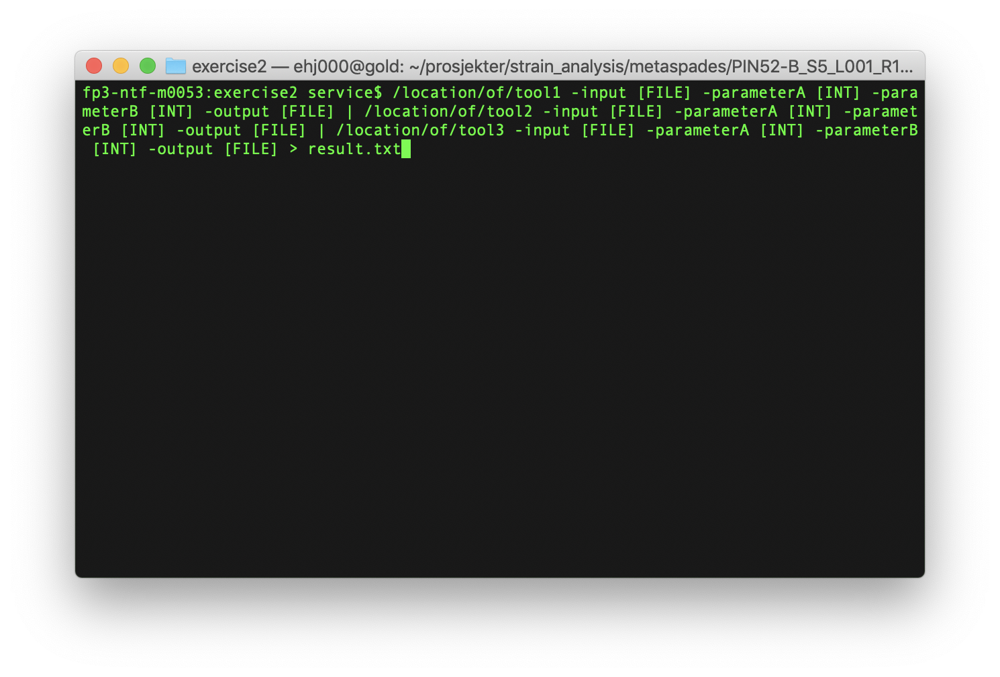 exercise2 — ehj000@gold: ~/prosjekter/strain_analysis/metaspades/PIN52-B_S5_L001_R1...
fp3-ntf-m0053:exercise2 service$ /location/of/tool1 -input [FILE] -parameterA [INT] -para
meterB [INT] -output [FILE] | /location/of/tool2 -input [FILE] -parameterA [INT] -paramet
erB [INT] -output [FILE] | /location/of/tool3 -input [FILE] -parameterA [INT] -parameterB
 [INT] -output [FILE] > result.txt